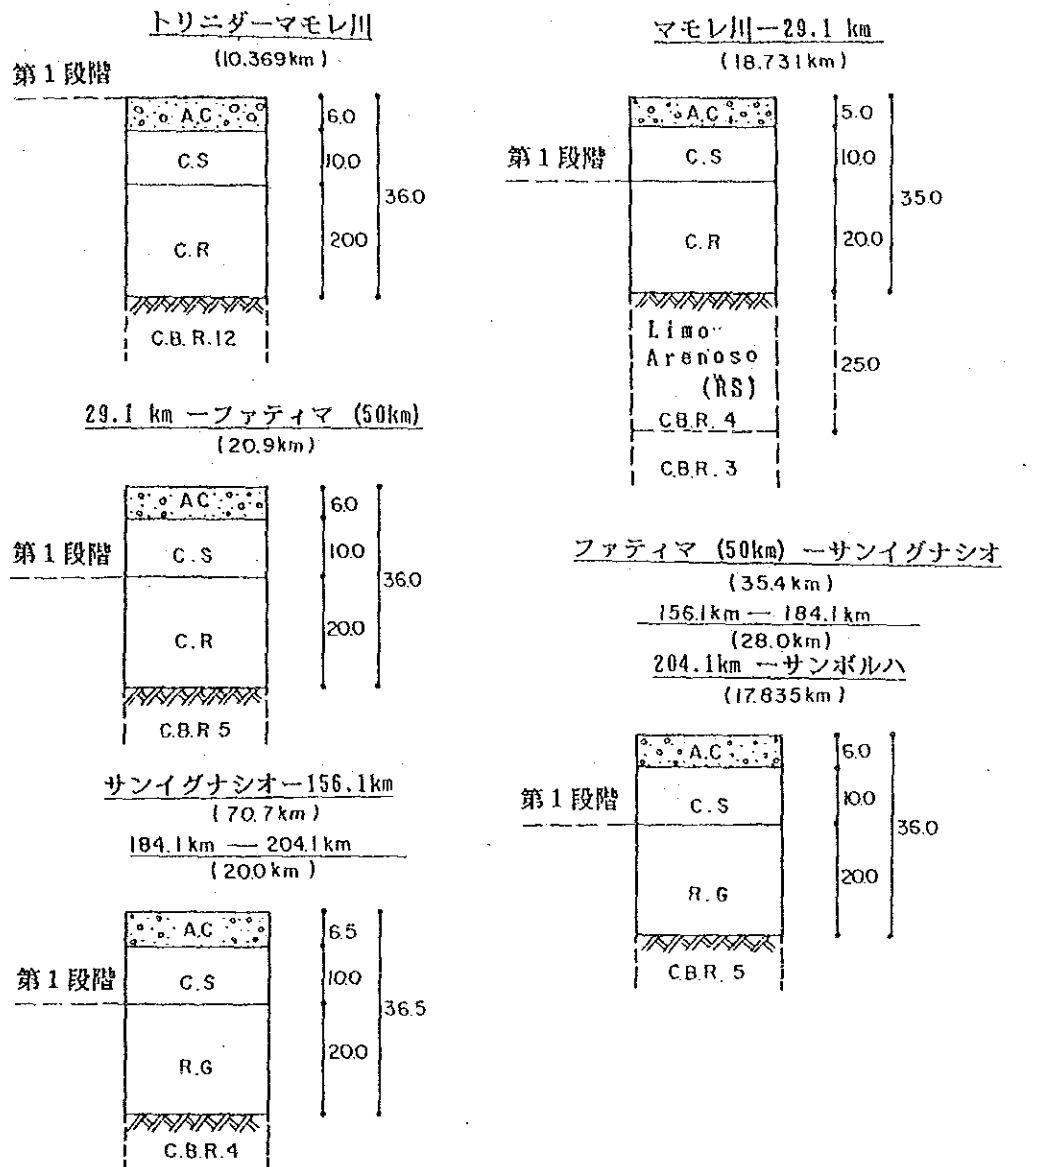 トリニダーマモレ川
(10.369km)
第1段階
A.C
C.S
C.R
C.B.R.12
6.0
10.0
200
36.0
マモレ川ー29.1 km
(18.731km)
第1段階
A.C
C.S
C.R
Limo
Arenoso
C.B.R. 4
C.B.R. 3
5.0
10.0
20.0
35.0
25.0
29.1 km ーファティマ (50km)
(20.9km)
第1段階
A.C
C.S
C.R
C.B.R 5
6.0
10.0
20.0
36.0
ファティマ (50km) ーサンイグナシオ
(35.4km)
156.1km ― 184.1km
(28.0km)
204.1km ーサンボルハ
(17.835km)
第1段階
A.C
C.S
R.G
C.B.R. 5
6.0
10.0
20.0
36.0
サンイグナシオー156.1km
(70.7km)
184.1km ― 204.1km
(20.0km)
第1段階
A.C
C.S
R.G
C.B.R.4
6.5
10.0
20.0
36.5